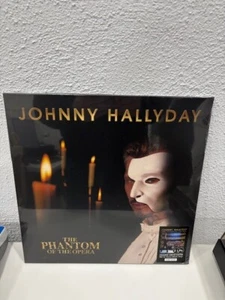 JOHNNY HALLYDAY
THE
PHANTOM
OF THE OPERA